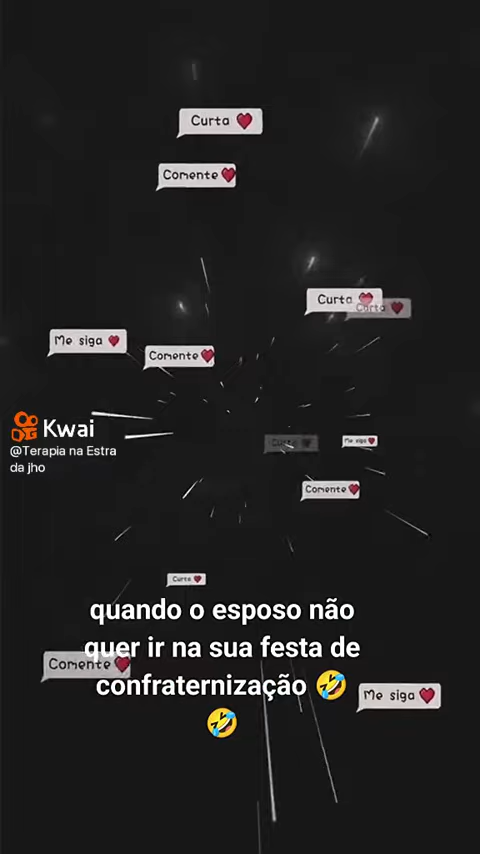 Curta ❤️
Comente ❤️
Curta ❤️
Curta ❤️
Me siga ❤️
Comente ❤️
Kwai
@Terapia na Estra
da jho
Curta ❤️
Me siga ❤️
Comente ❤️
Curta ❤️
quando o esposo não
quer ir na sua festa de
Comente ❤️
confraternização 🤣
🤣
Me siga ❤️